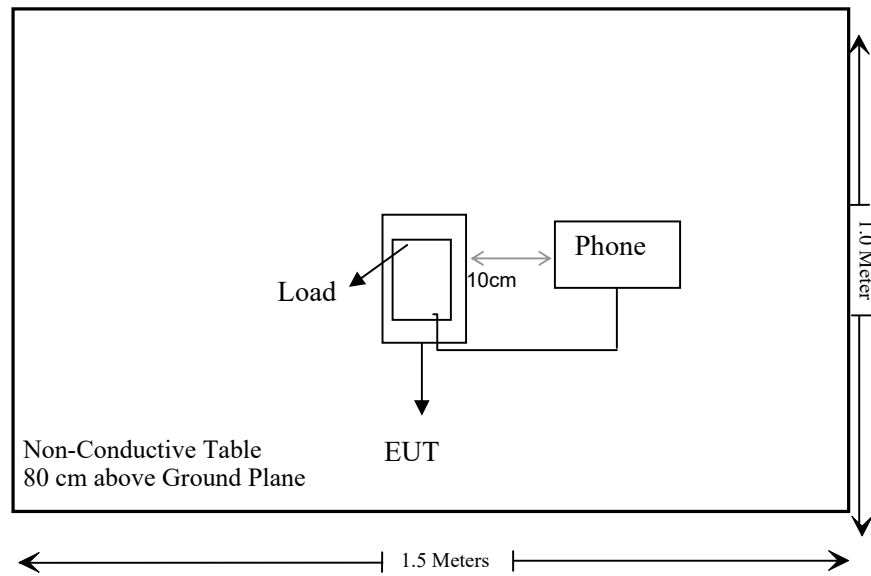 Phone
10cm
Load
1.0 Meter
EUT
Non-Conductive Table
80 cm above Ground Plane
1.5 Meters